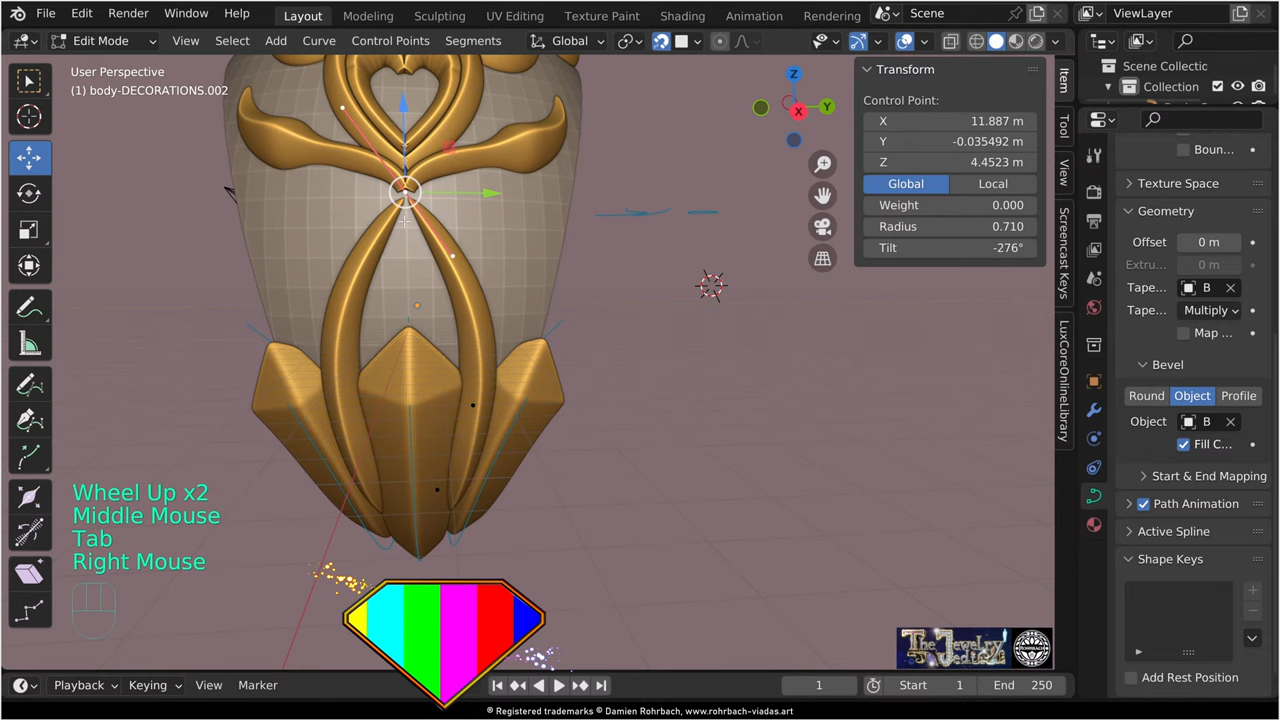 File Edit Render Window Help Layout Modeling Sculpting UV Editing Texture Paint Shading Animation Rendering Scene ViewLayer
Edit Mode View Select Add Curve Control Points Segments Global
User Perspective
(1) body-DECORATIONS.002
Z
Y
X
Transform
Control Point:
X 11.887 m
Y -0.035492 m
Z 4.4523 m
Global Local
Weight 0.000
Radius 0.710
Tilt -276°
Item
Tool
View
Screencast Keys
LuxCoreOnlineLibrary
Scene Collectic
Collection
Boun...
Texture Space
Geometry
Offset 0 m
Extru... 0 m
Tape... B
Tape... Multiply
Map ...
Bevel
Round Object Profile
Object B
Fill C...
Start & End Mapping
Path Animation
Active Spline
Shape Keys
Add Rest Position
Wheel Up x2
Middle Mouse
Tab
Right Mouse
The Jewelry
Playback Keying View Marker 1 Start 1 End 250
® Registered trademarks © Damien Rohrbach, www.rohrbach-viadas.art